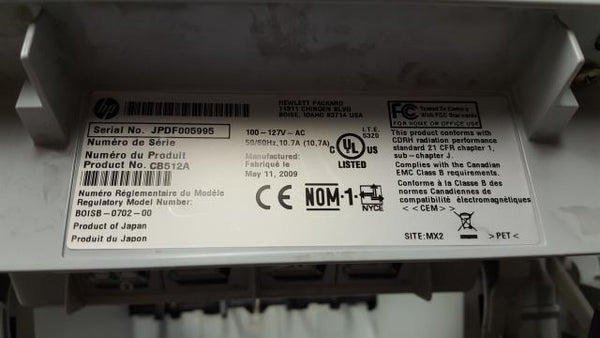 hp
HEWLETT PACKARD
11311 CHINDEN BLVD
BOISE, IDAHO 83714 USA
Serial No. JPDF005995
Numéro de Série
Numéro du Produit
Product No. CB512A
Numéro Réglementaire du Modèle
Regulatory Model Number:
BOISB-0702-00
Product of Japan
Produit du Japon
100-127V-AC
50/60Hz,10.7A (10,7A)
Manufactured:
Fabriqué le
May 11, 2009
I.T.E.
5320
C UL US
LISTED
CE NOM-1-NYCE
FC Tested To Comply
With FCC Standards
FOR HOME OR OFFICE USE
This product conforms with
CDRH radiation performance
standard 21 CFR chapter 1,
sub-chapter J.
Complies with the Canadian
EMC Class B requirements.
Conforme à la Classe B des
normes Canadiennes de
compatibilité électromagnétiques
<<CEM>>
SITE:MX2
>PET<